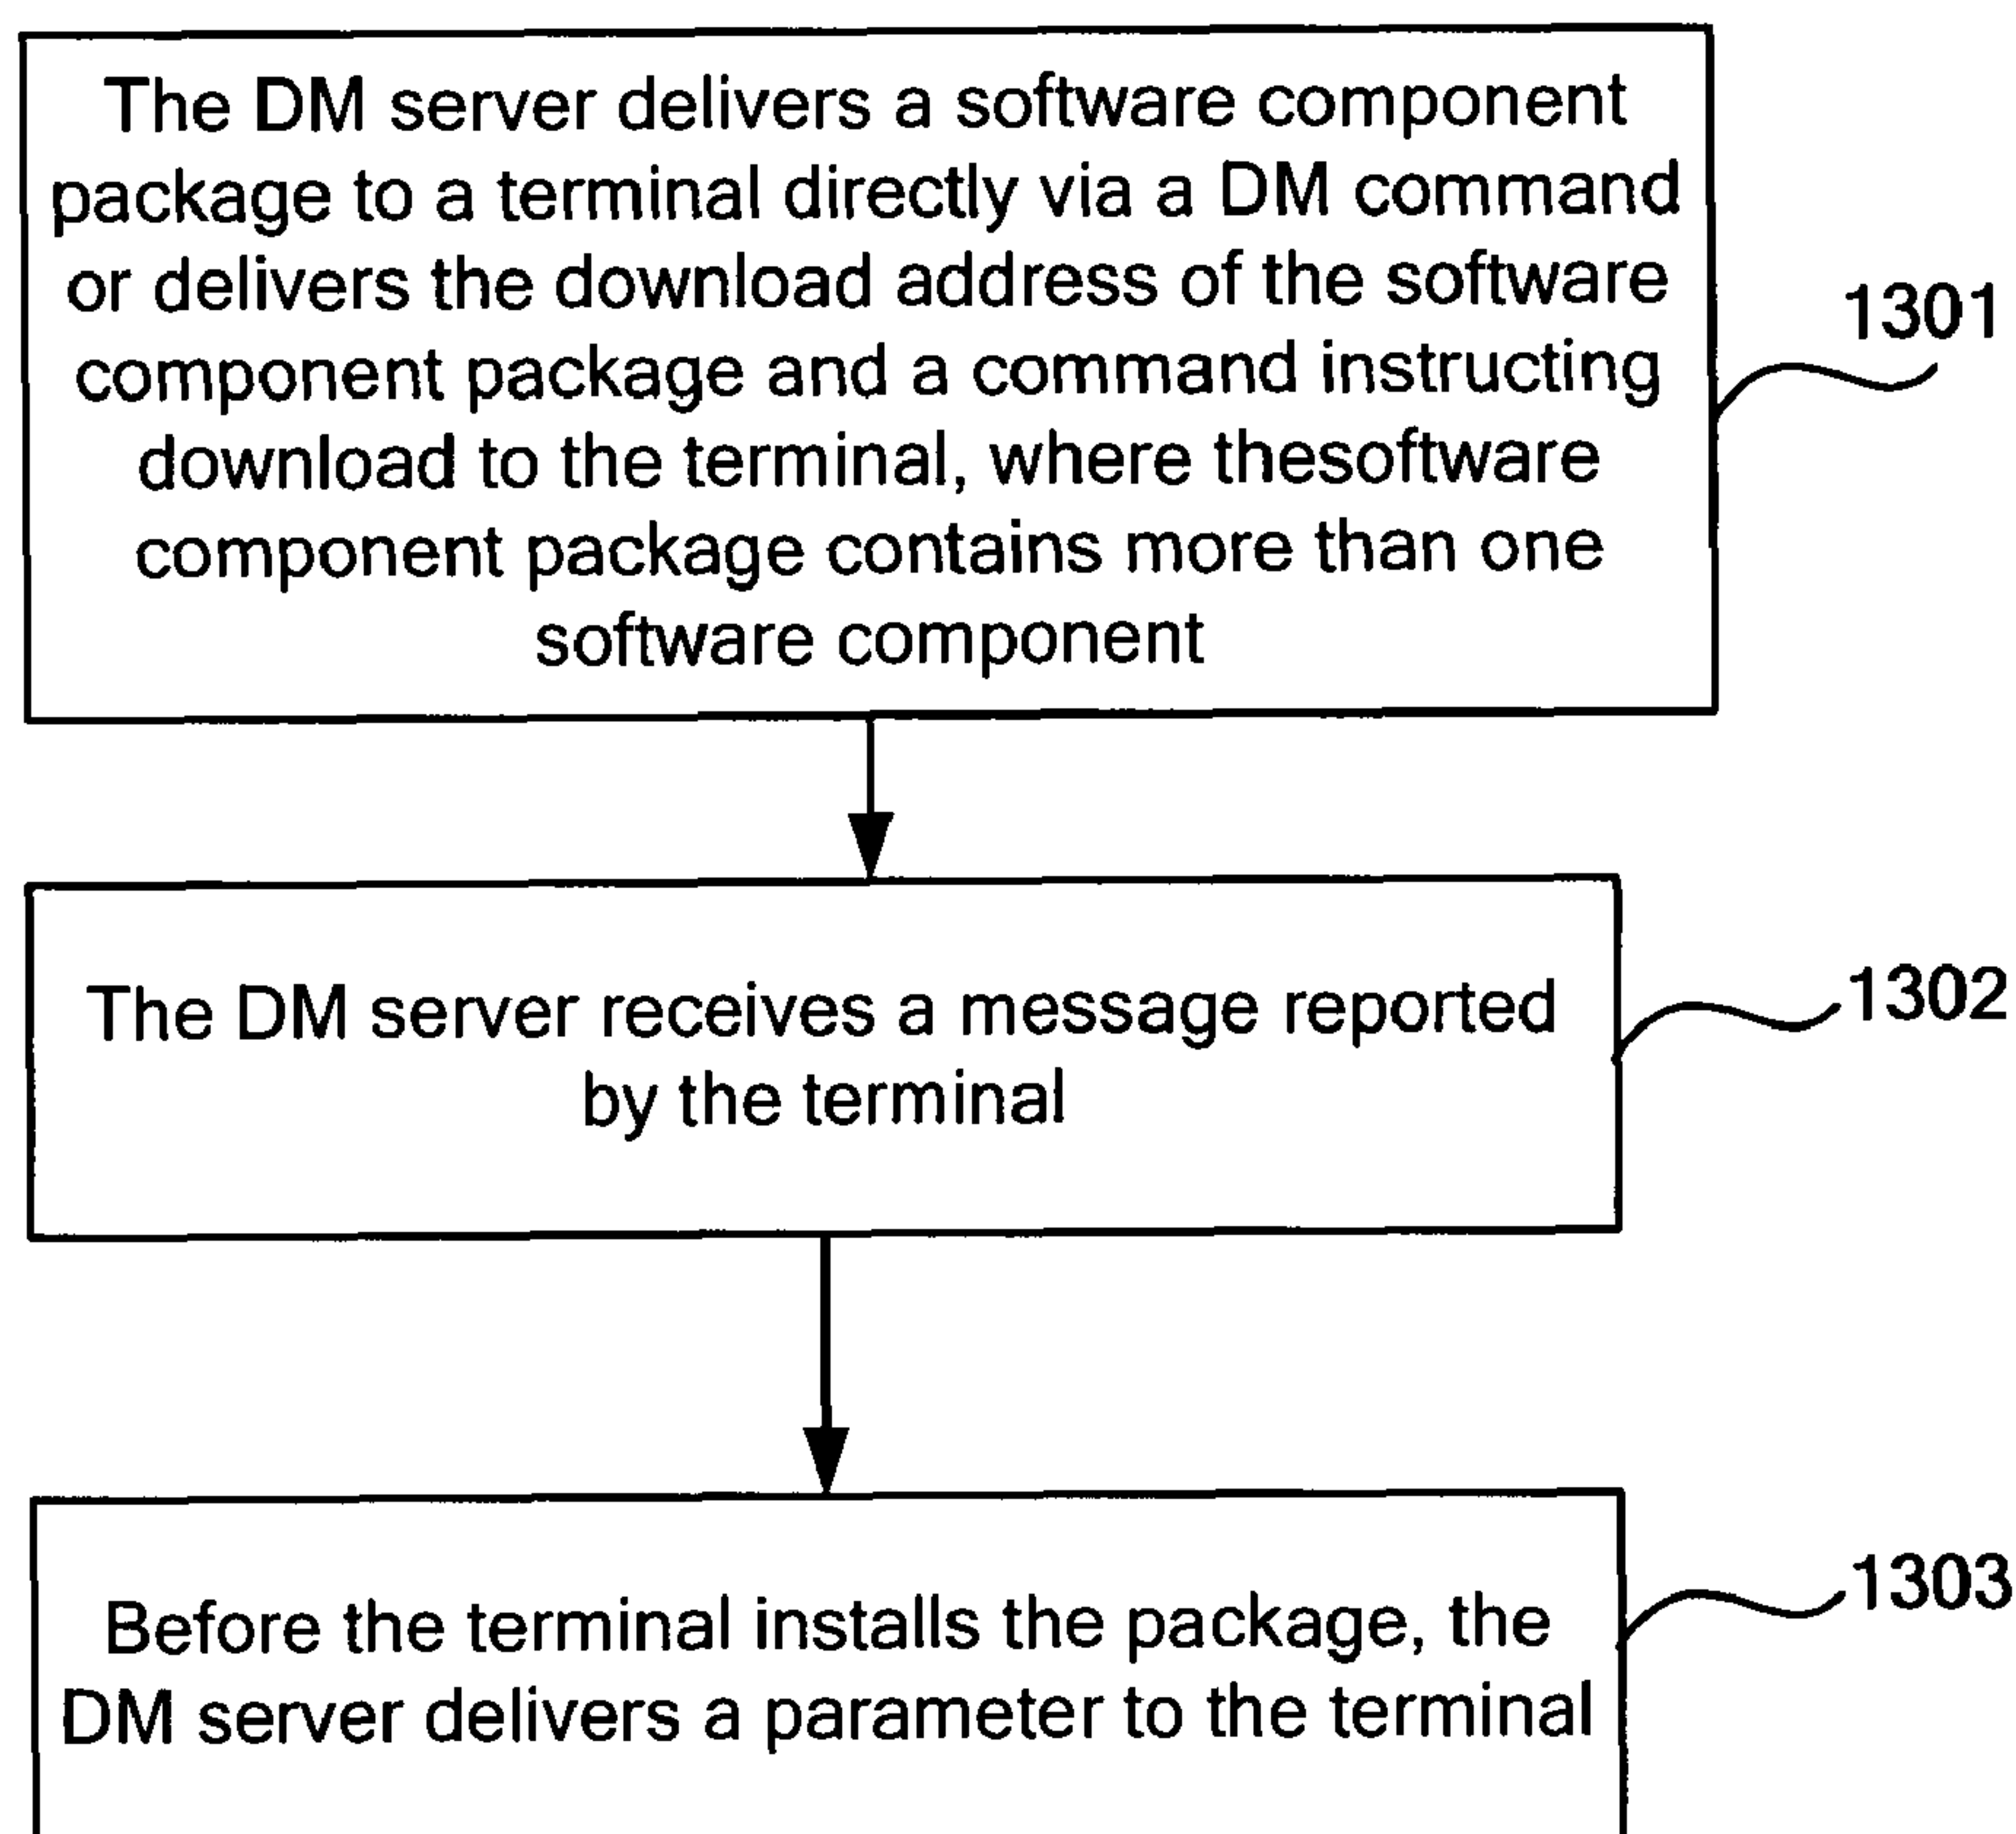 The DM server delivers a software component
package to a terminal directly via a DM command
or delivers the download address of the software
component package and a command instructing
download to the terminal, where thesoftware
component package contains more than one
software component
1301
The DM server receives a message reported
by the terminal
1302
Before the terminal installs the package, the
DM server delivers a parameter to the terminal
1303